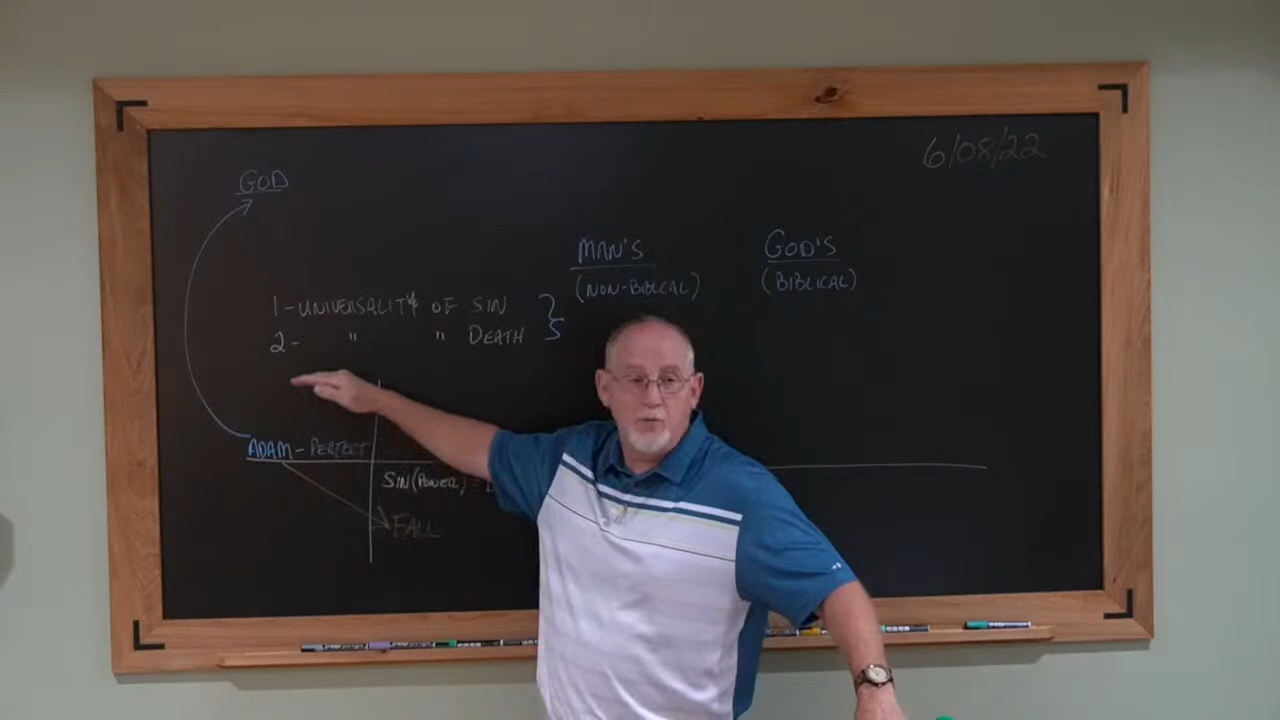 6/08/22
GOD
MAN'S
(NON-BIBLICAL)
GOD'S
(BIBLICAL)
1-UNIVERSALITY OF SIN
2- " " DEATH
ADAM - PERFECT
SIN (POWER) =
FALL